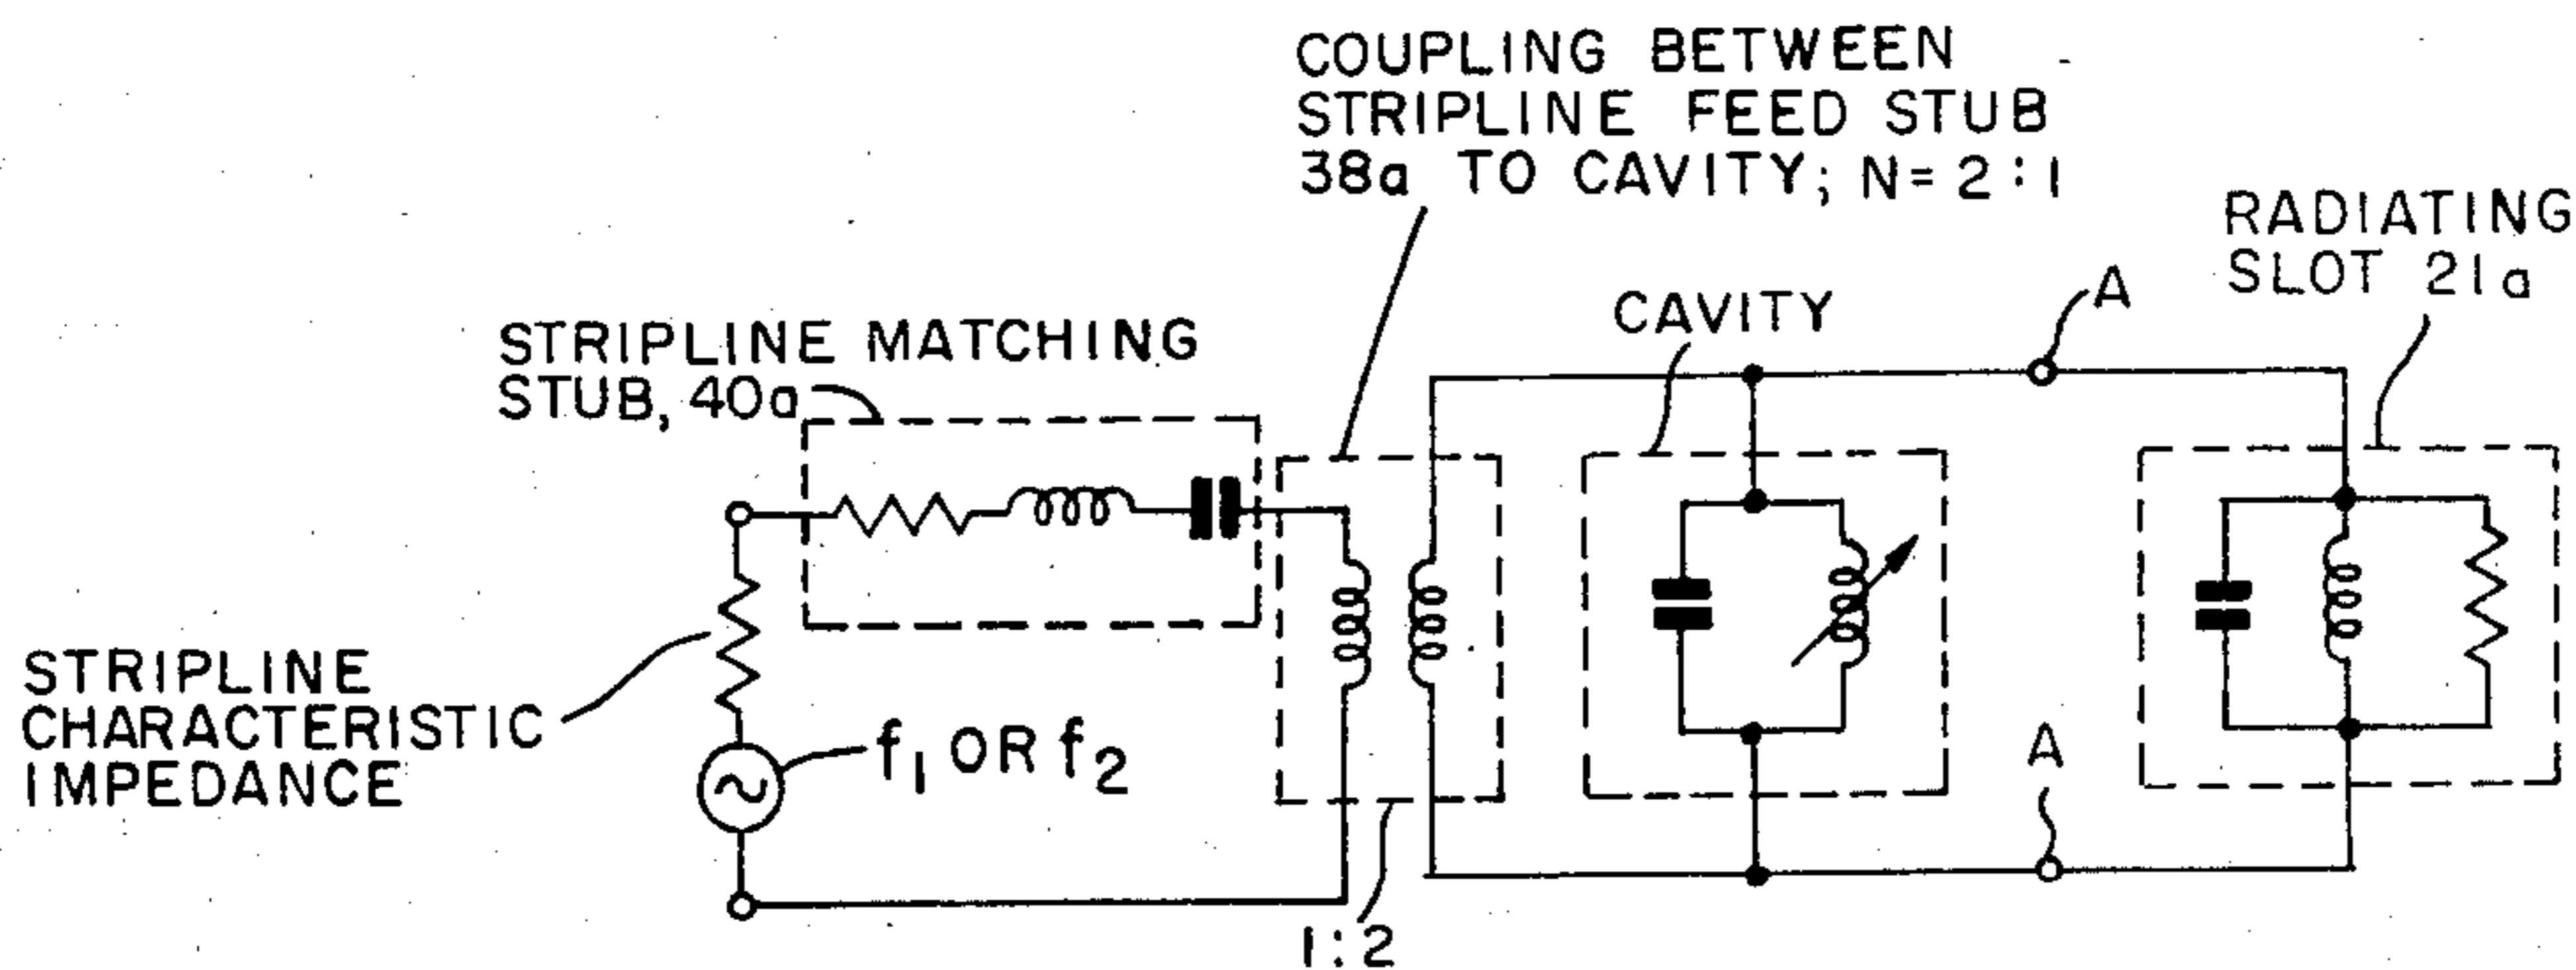 COUPLING BETWEEN
STRIPLINE FEED STUB
38a TO CAVITY; N=2:1
RADIATING
SLOT 21a
A
CAVITY
STRIPLINE MATCHING
STUB, 40a
STRIPLINE
CHARACTERISTIC
IMPEDANCE
f1 OR f2
A
1:2